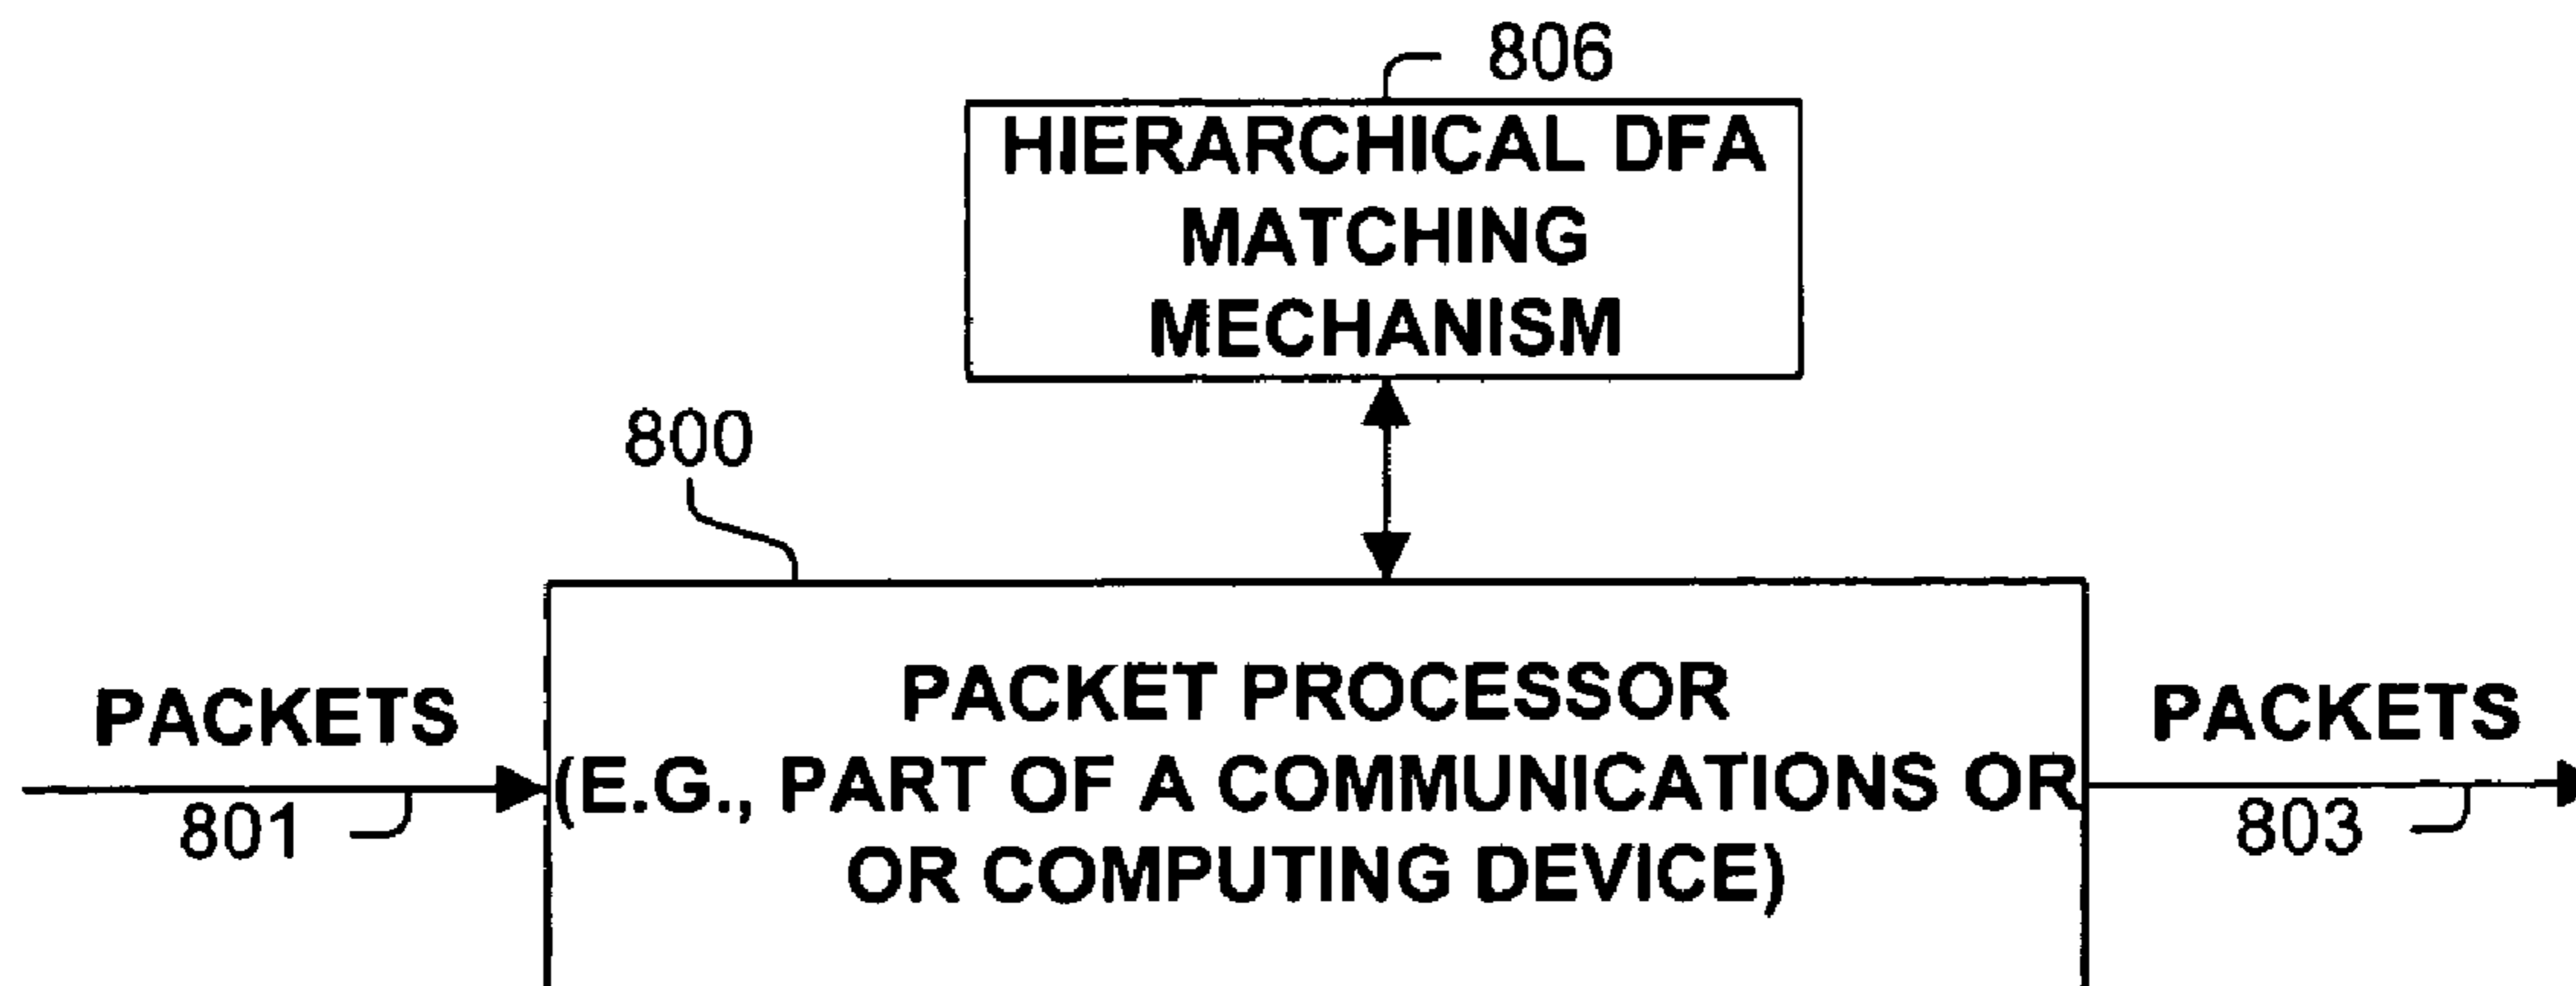 806
HIERARCHICAL DFA
MATCHING
MECHANISM
800
PACKETS
801
PACKET PROCESSOR
(E.G., PART OF A COMMUNICATIONS OR
OR COMPUTING DEVICE)
PACKETS
803